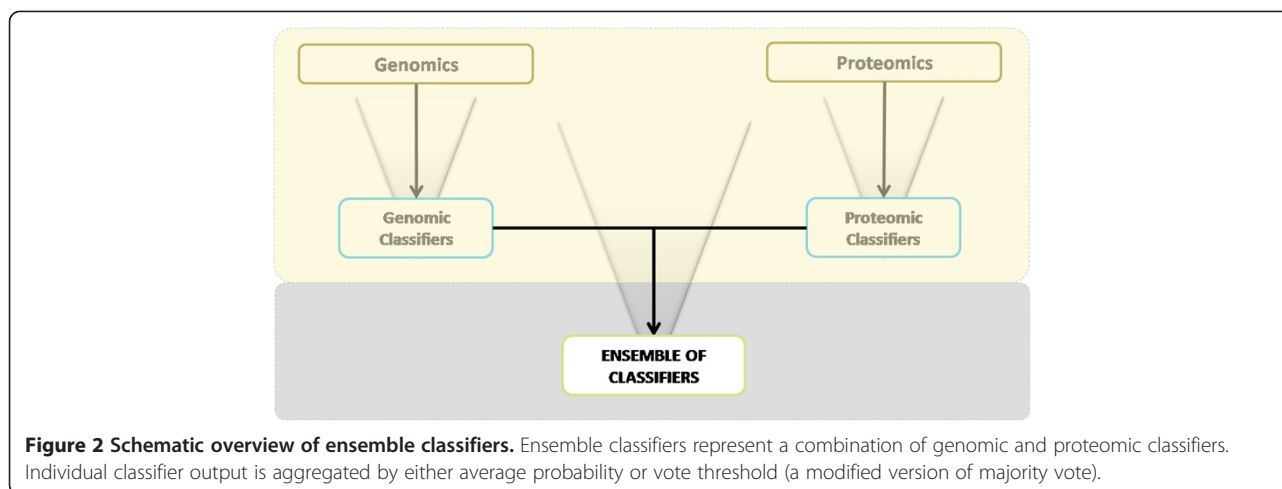 Genomics
Proteomics
Genomic
Classifiers
Proteomic
Classifiers
ENSEMBLE OF
CLASSIFIERS
Figure 2 Schematic overview of ensemble classifiers. Ensemble classifiers represent a combination of genomic and proteomic classifiers.
Individual classifier output is aggregated by either average probability or vote threshold (a modified version of majority vote).